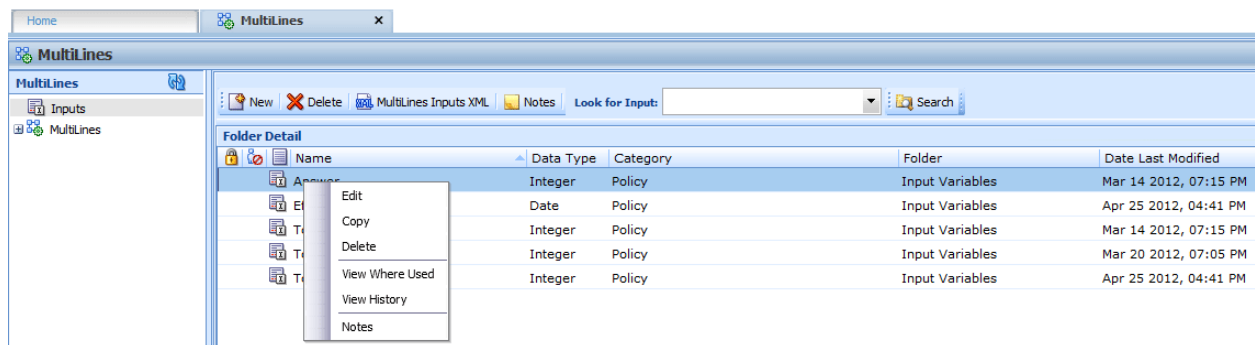 Home MultiLines x
MultiLines
MultiLines
New Delete MultiLines Inputs XML Notes Look for Input: Search
Inputs
MultiLines
Folder Detail
Name Data Type Category Folder Date Last Modified
Integer Policy Input Variables Mar 14 2012, 07:15 PM
Edit
Date Policy Input Variables Apr 25 2012, 04:41 PM
Copy
Integer Policy Input Variables Mar 14 2012, 07:15 PM
Delete
Integer Policy Input Variables Mar 20 2012, 07:05 PM
View Where Used
Integer Policy Input Variables Apr 25 2012, 04:41 PM
View History
Notes